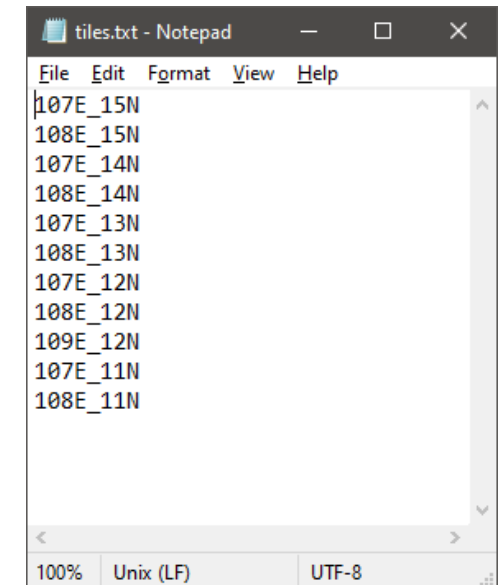 tiles.txt - Notepad
File Edit Format View Help
107E_15N
108E_15N
107E_14N
108E_14N
107E_13N
108E_13N
107E_12N
108E_12N
109E_12N
107E_11N
108E_11N
100% Unix (LF) UTF-8